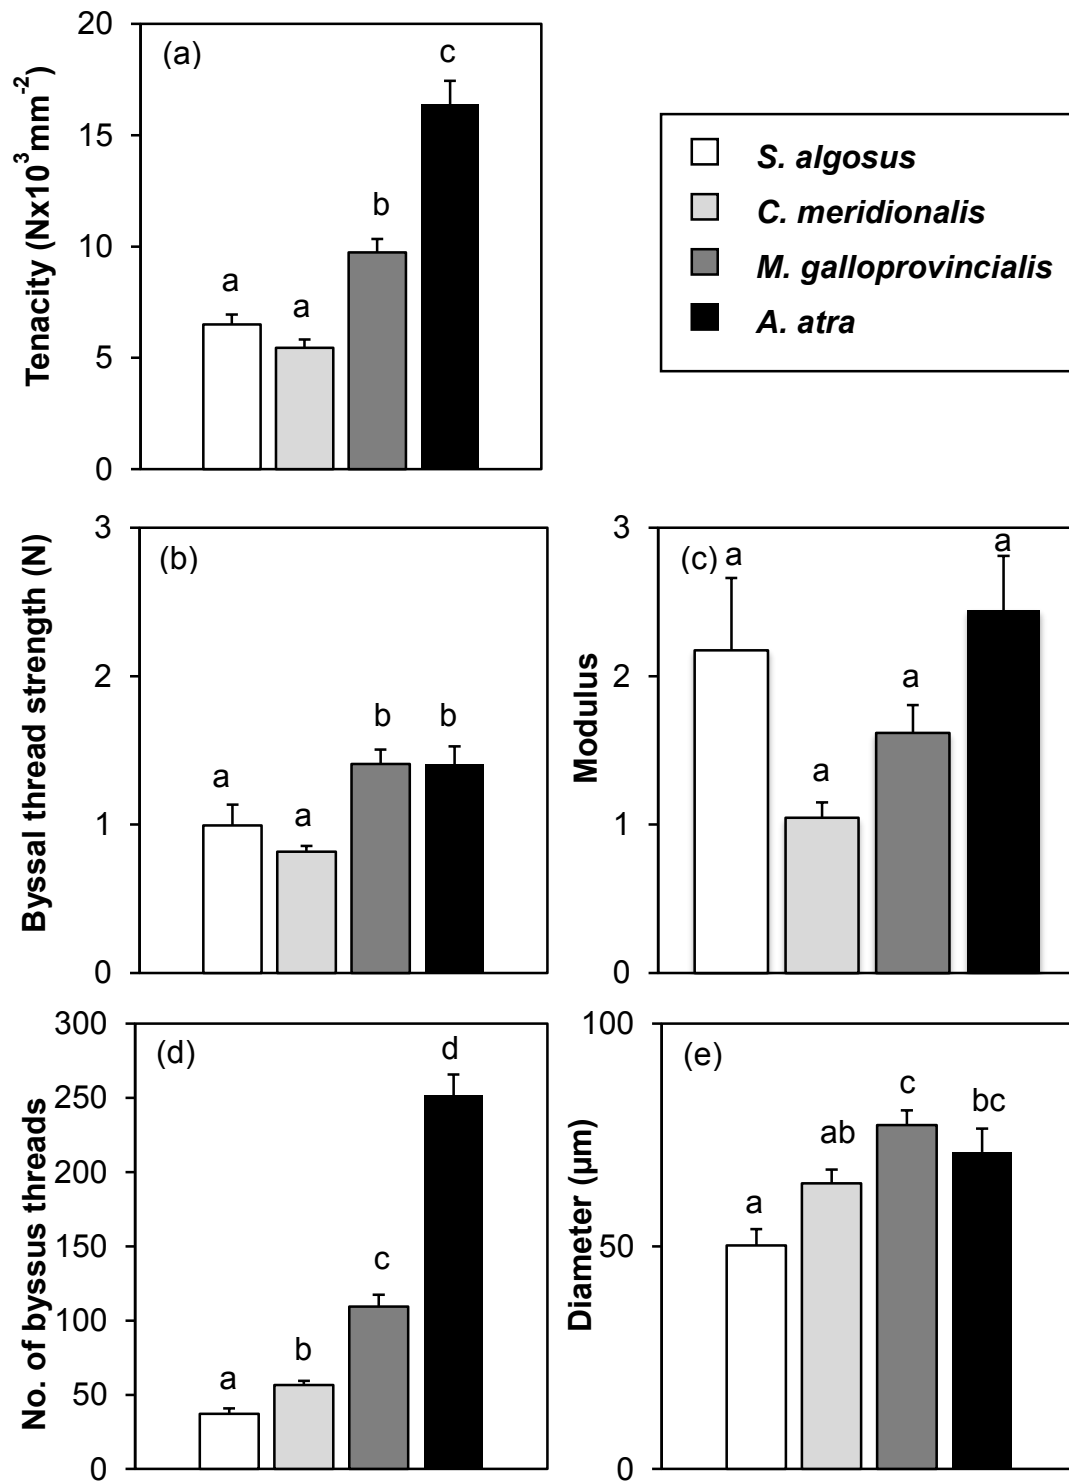 20
15
10
5
0
Tenacity (Nx10³mm⁻²)
(a)
a
a
b
c
S. algosus
C. meridionalis
M. galloprovincialis
A. atra
3
2
1
0
Byssal thread strength (N)
(b)
a
a
b
b
3
2
1
0
Modulus
(c)
a
a
a
a
300
250
200
150
100
50
0
No. of byssus threads
(d)
a
b
c
d
100
50
0
Diameter (µm)
(e)
a
ab
c
bc